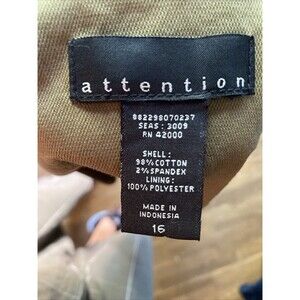 attention
882298070237
SEAS: 3009
RN 42000
SHELL:
98% COTTON
2% SPANDEX
LINING:
100% POLYESTER
MADE IN
INDONESIA
16